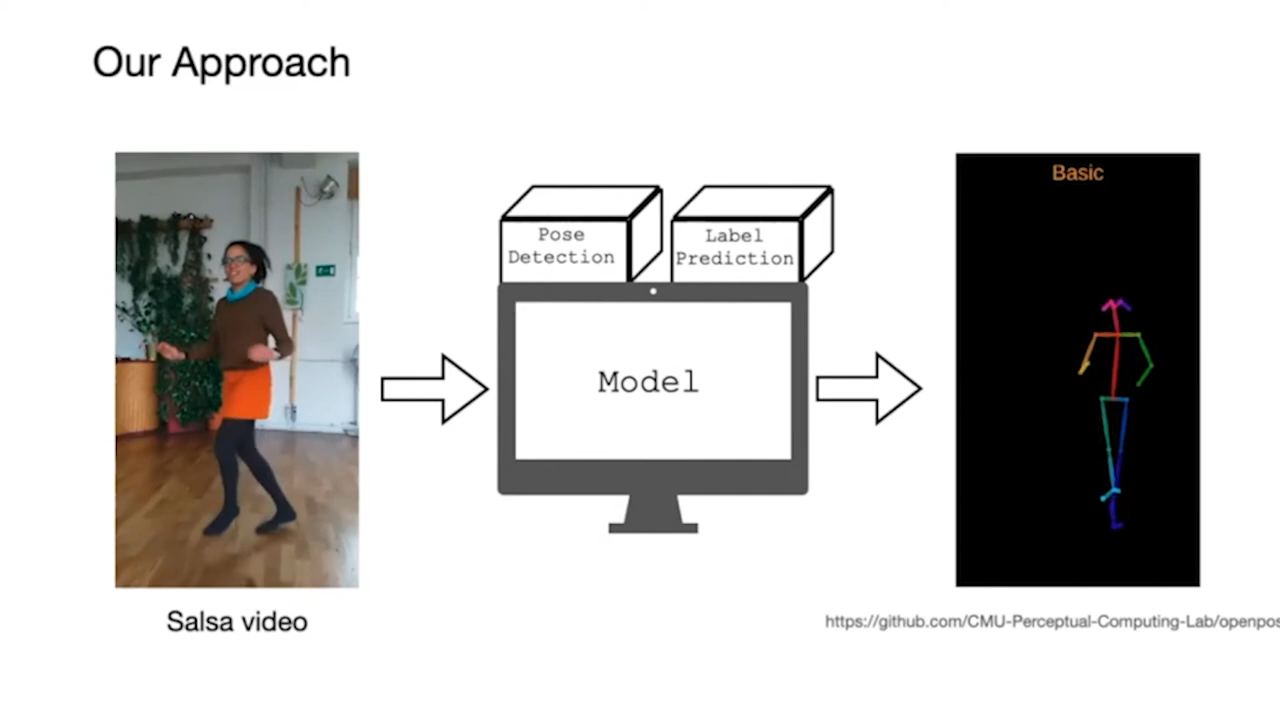 Our Approach
Pose
Detection
Label
Prediction
Model
Basic
Salsa video
https://github.com/CMU-Perceptual-Computing-Lab/openpos